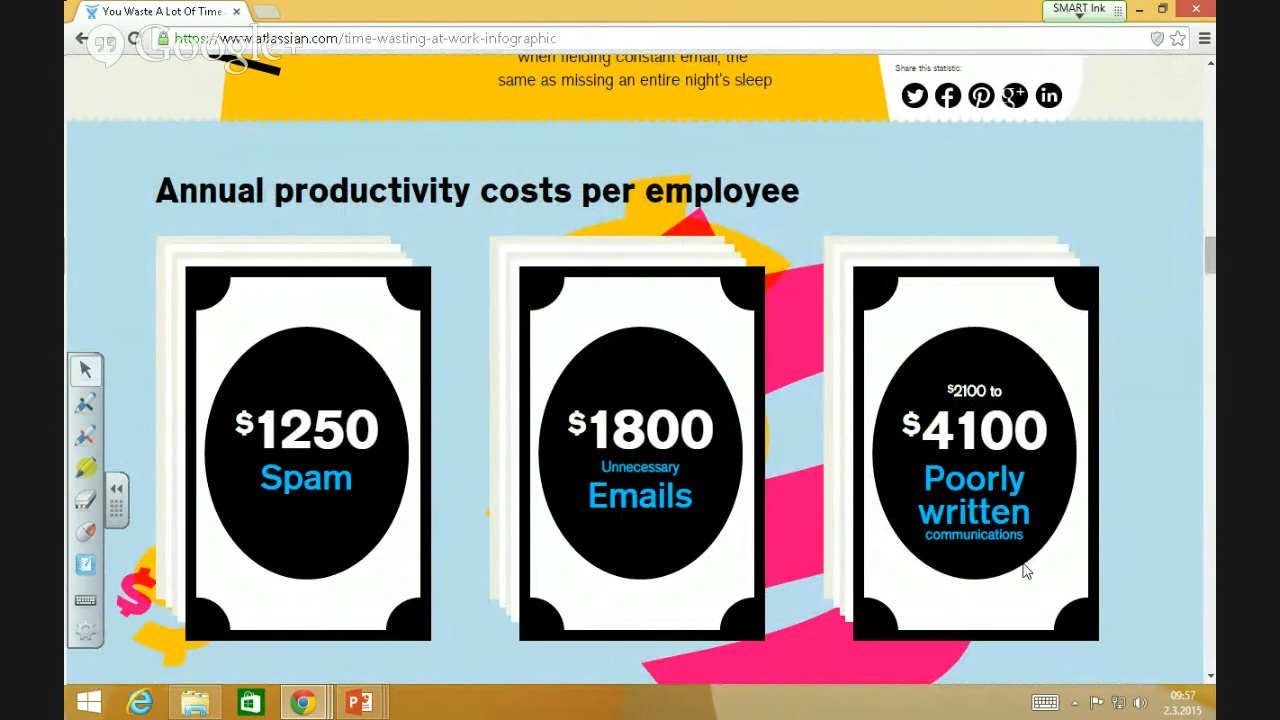 You Waste A Lot Of Time
SMART Ink
https://www.atlassian.com/time-wasting-at-work-infographic
Google+
when fielding constant email, the
same as missing an entire night's sleep
Share this statistic:
Annual productivity costs per employee
$1250
Spam
$1800
Unnecessary
Emails
$2100 to
$4100
Poorly
written
communications
09:57
2.3.2015